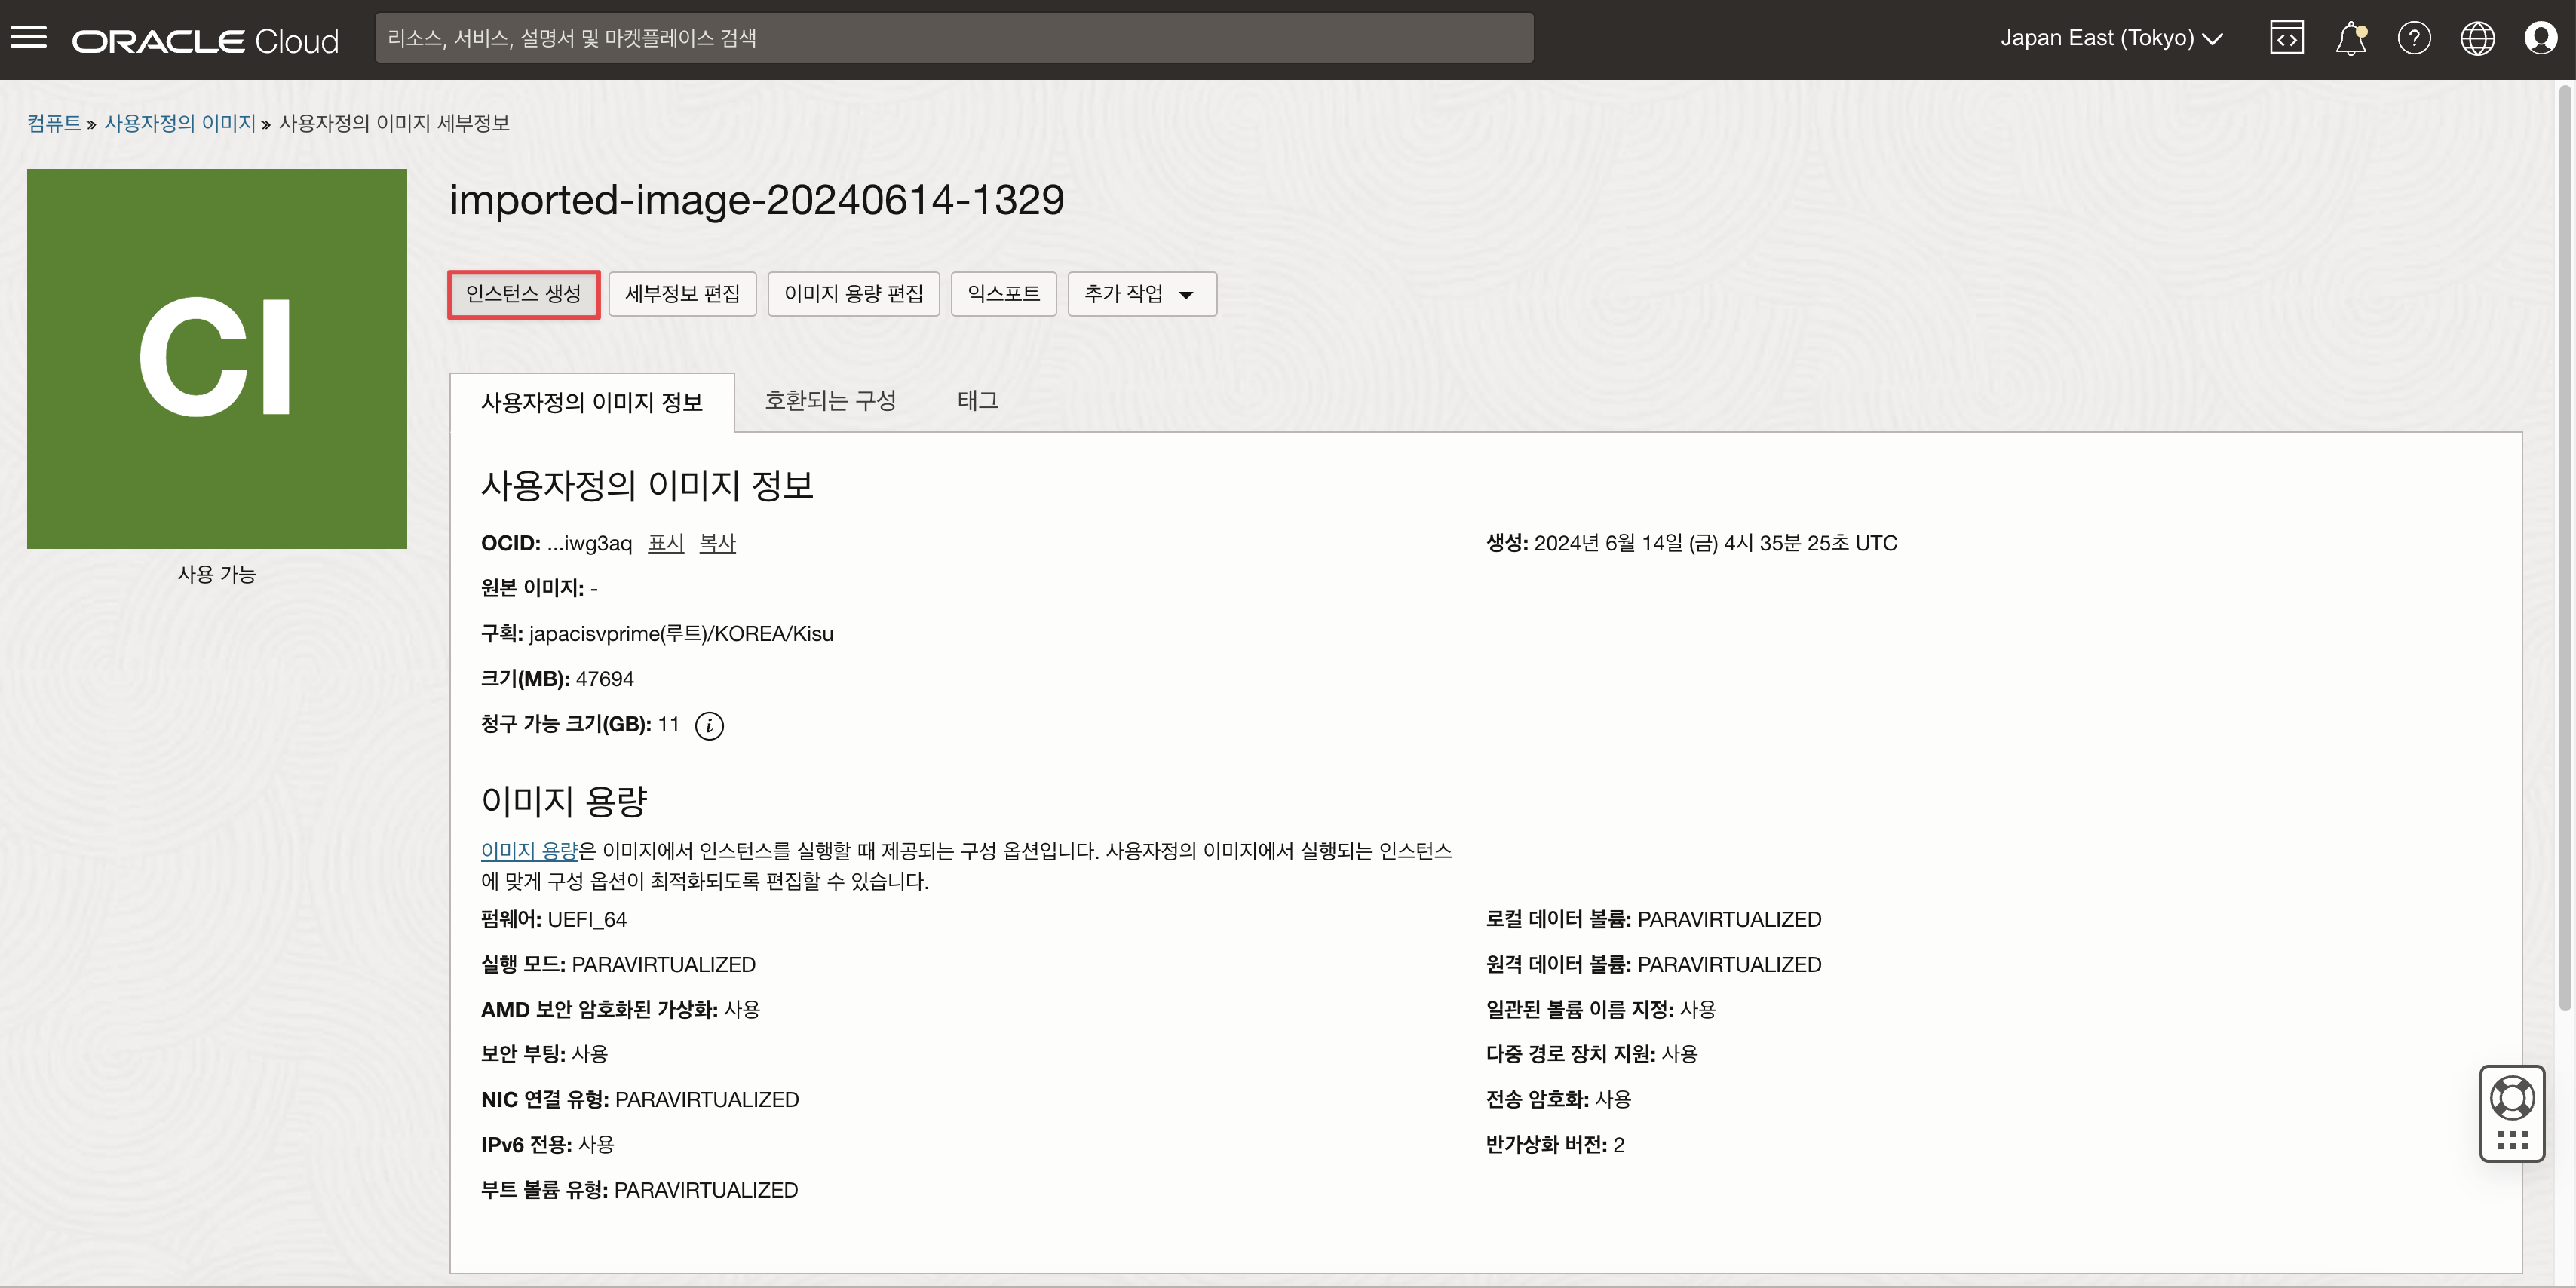 ORACLE Cloud
리소스, 서비스, 설명서 및 마켓플레이스 검색
Japan East (Tokyo)
컴퓨트 » 사용자정의 이미지 » 사용자정의 이미지 세부정보
CI
사용 가능
imported-image-20240614-1329
인스턴스 생성 세부정보 편집 이미지 용량 편집 익스포트 추가 작업
사용자정의 이미지 정보 호환되는 구성 태그
사용자정의 이미지 정보
OCID: ...iwg3aq 표시 복사
생성: 2024년 6월 14일 (금) 4시 35분 25초 UTC
원본 이미지: -
구획: japacisvprime(루트)/KOREA/Kisu
크기(MB): 47694
청구 가능 크기(GB): 11
이미지 용량
이미지 용량은 이미지에서 인스턴스를 실행할 때 제공되는 구성 옵션입니다. 사용자정의 이미지에서 실행되는 인스턴스
에 맞게 구성 옵션이 최적화되도록 편집할 수 있습니다.
펌웨어: UEFI_64
실행 모드: PARAVIRTUALIZED
AMD 보안 암호화된 가상화: 사용
보안 부팅: 사용
NIC 연결 유형: PARAVIRTUALIZED
IPv6 전용: 사용
부트 볼륨 유형: PARAVIRTUALIZED
로컬 데이터 볼륨: PARAVIRTUALIZED
원격 데이터 볼륨: PARAVIRTUALIZED
일관된 볼륨 이름 지정: 사용
다중 경로 장치 지원: 사용
전송 암호화: 사용
반가상화 버전: 2